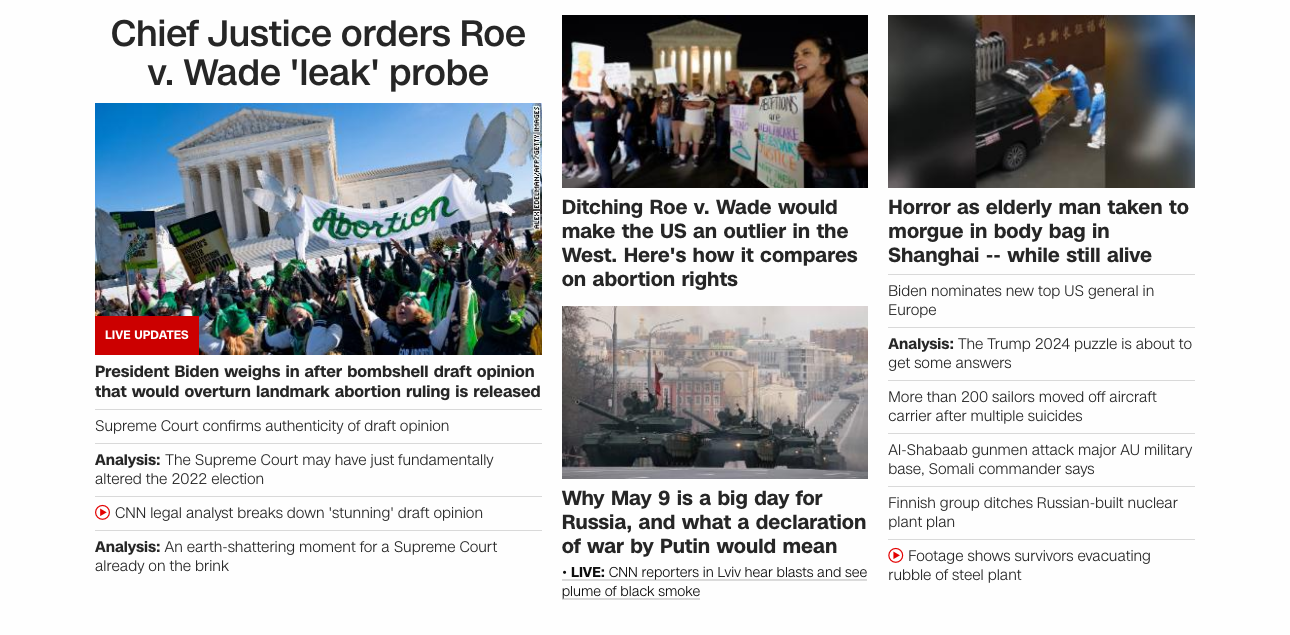 Chief Justice orders Roe
v. Wade 'leak' probe
ALEX EDELMAN/AFP/GETTY IMAGES
Abortion
LIVE UPDATES
President Biden weighs in after bombshell draft opinion
that would overturn landmark abortion ruling is released
Supreme Court confirms authenticity of draft opinion
Analysis: The Supreme Court may have just fundamentally
altered the 2022 election
CNN legal analyst breaks down 'stunning' draft opinion
Analysis: An earth-shattering moment for a Supreme Court
already on the brink
ABORTIONS
are
HEALTHCARE
NECESSARY
JUSTICE
Ditching Roe v. Wade would
make the US an outlier in the
West. Here's how it compares
on abortion rights
Why May 9 is a big day for
Russia, and what a declaration
of war by Putin would mean
• LIVE: CNN reporters in Lviv hear blasts and see
plume of black smoke
Horror as elderly man taken to
morgue in body bag in
Shanghai -- while still alive
Biden nominates new top US general in
Europe
Analysis: The Trump 2024 puzzle is about to
get some answers
More than 200 sailors moved off aircraft
carrier after multiple suicides
Al-Shabaab gunmen attack major AU military
base, Somali commander says
Finnish group ditches Russian-built nuclear
plant plan
Footage shows survivors evacuating
rubble of steel plant